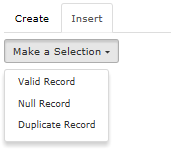 Create Insert
Make a Selection
Valid Record
Null Record
Duplicate Record